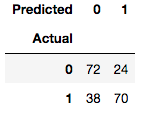 Predicted 0 1
Actual
0 72 24
1 38 70